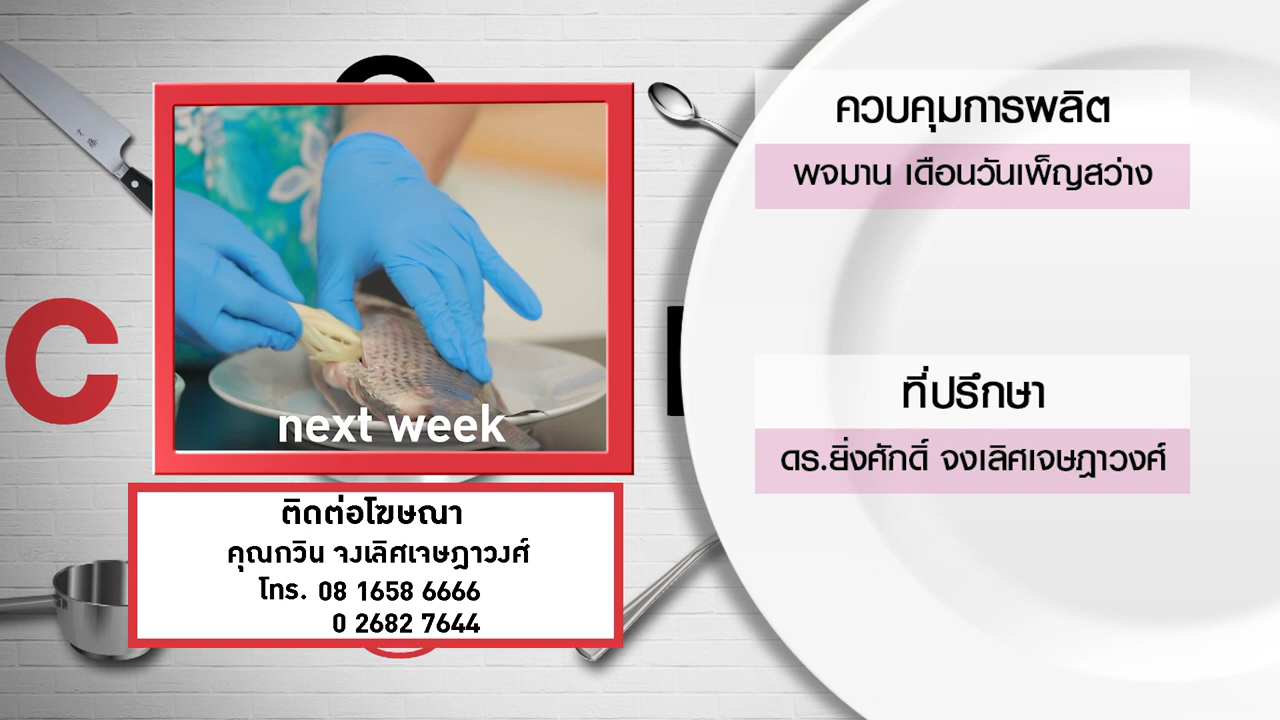 C
next week
ติดต่อโฆษณา
คุณกวิน จงเลิศเจษฎาวงศ์
โทร. 08 1658 6666
0 2682 7644
ควบคุมการผลิต
พจมาน เดือนวันเพ็ญสว่าง
ที่ปรึกษา
ดร.ยิ่งศักดิ์ จงเลิศเจษฎาวงศ์